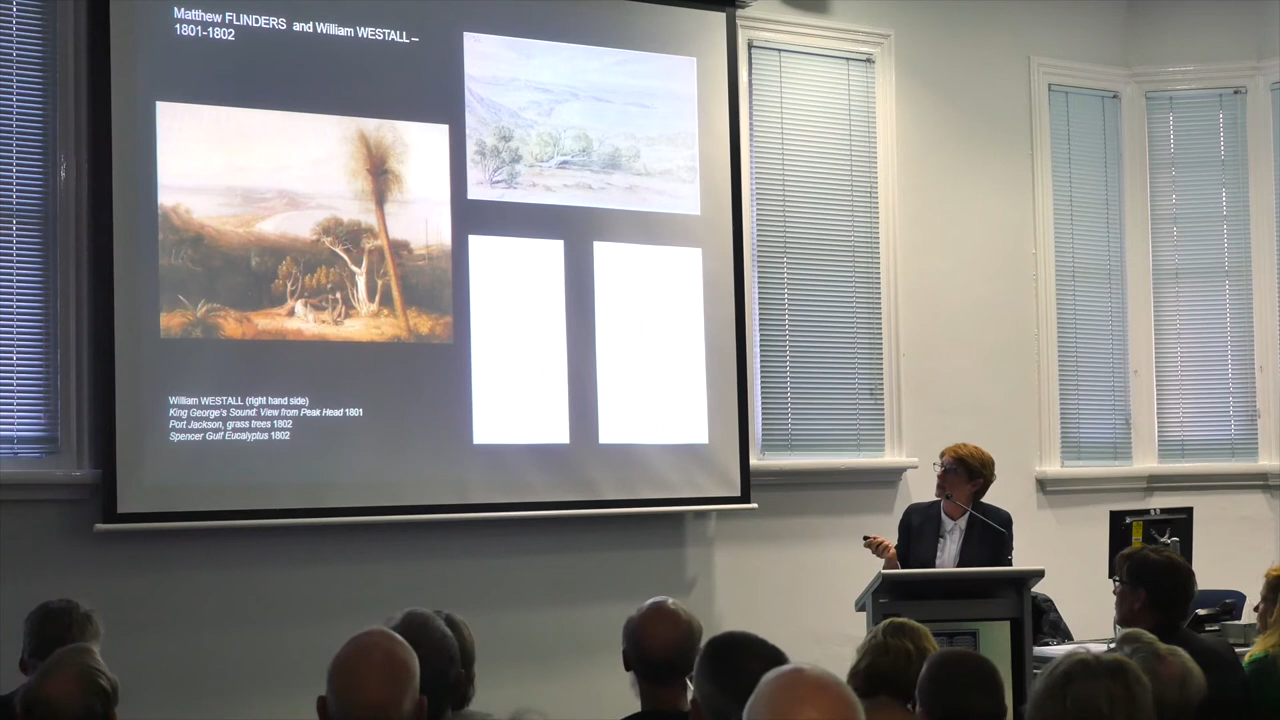 Matthew FLINDERS and William WESTALL –
1801-1802
William WESTALL (right hand side)
King George's Sound: View from Peak Head 1801
Port Jackson, grass trees 1802
Spencer Gulf Eucalyptus 1802